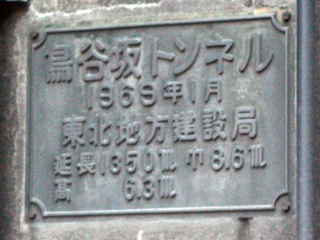 鳥谷坂トンネル
1969年1月
東北地方建設局
延長1350m 巾8.6m
高 6.3m